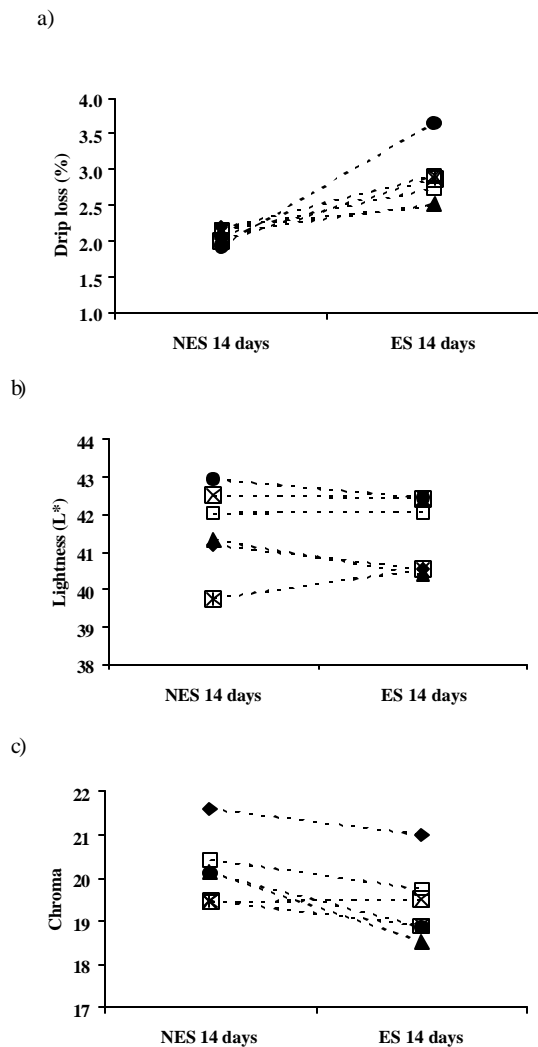 a)
4.0
3.5
3.0
2.5
2.0
1.5
1.0
Drip loss (%)
NES 14 days ES 14 days
b)
44
43
42
41
40
39
38
Lightness (L*)
NES 14 days ES 14 days
c)
22
21
20
19
18
17
Chroma
NES 14 days ES 14 days